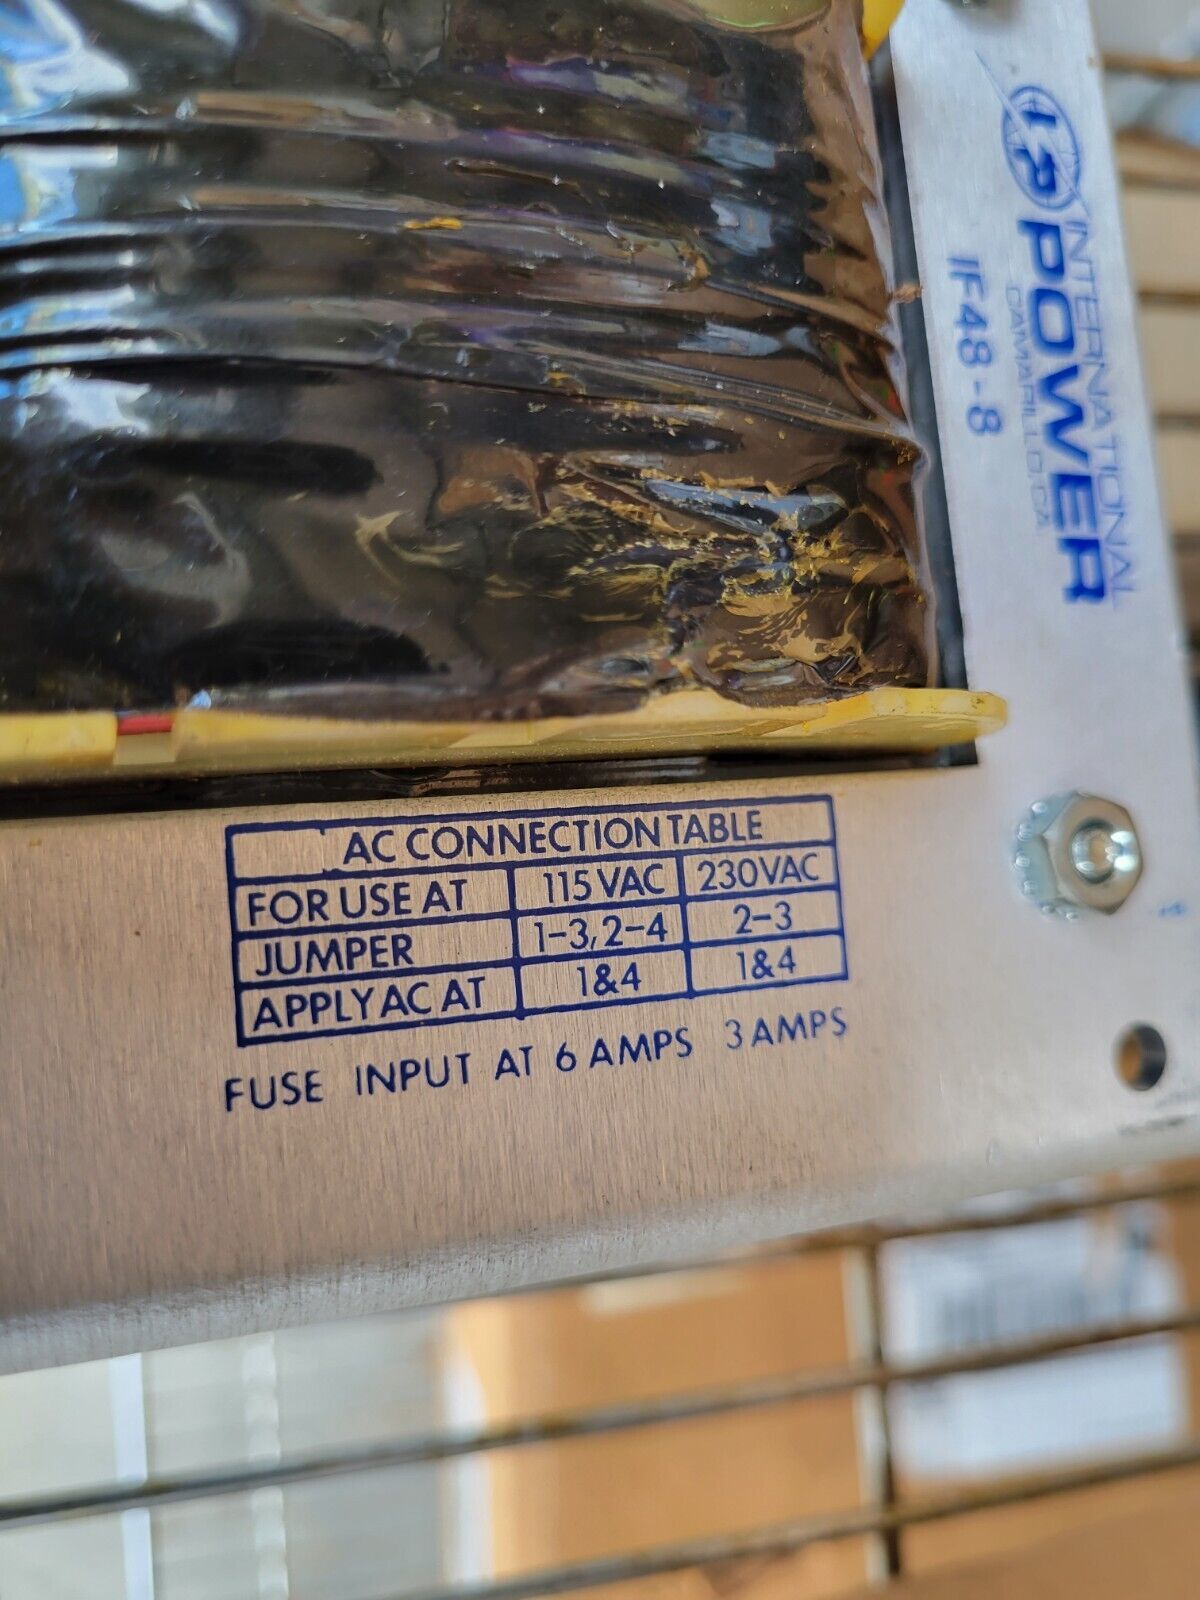 IP
INTERNATIONAL
POWER
CAMARILLO CA
IF48-8
AC CONNECTION TABLE
FOR USE AT 115 VAC 230VAC
JUMPER 1-3, 2-4 2-3
APPLY AC AT 1&4 1&4
FUSE INPUT AT 6 AMPS 3 AMPS